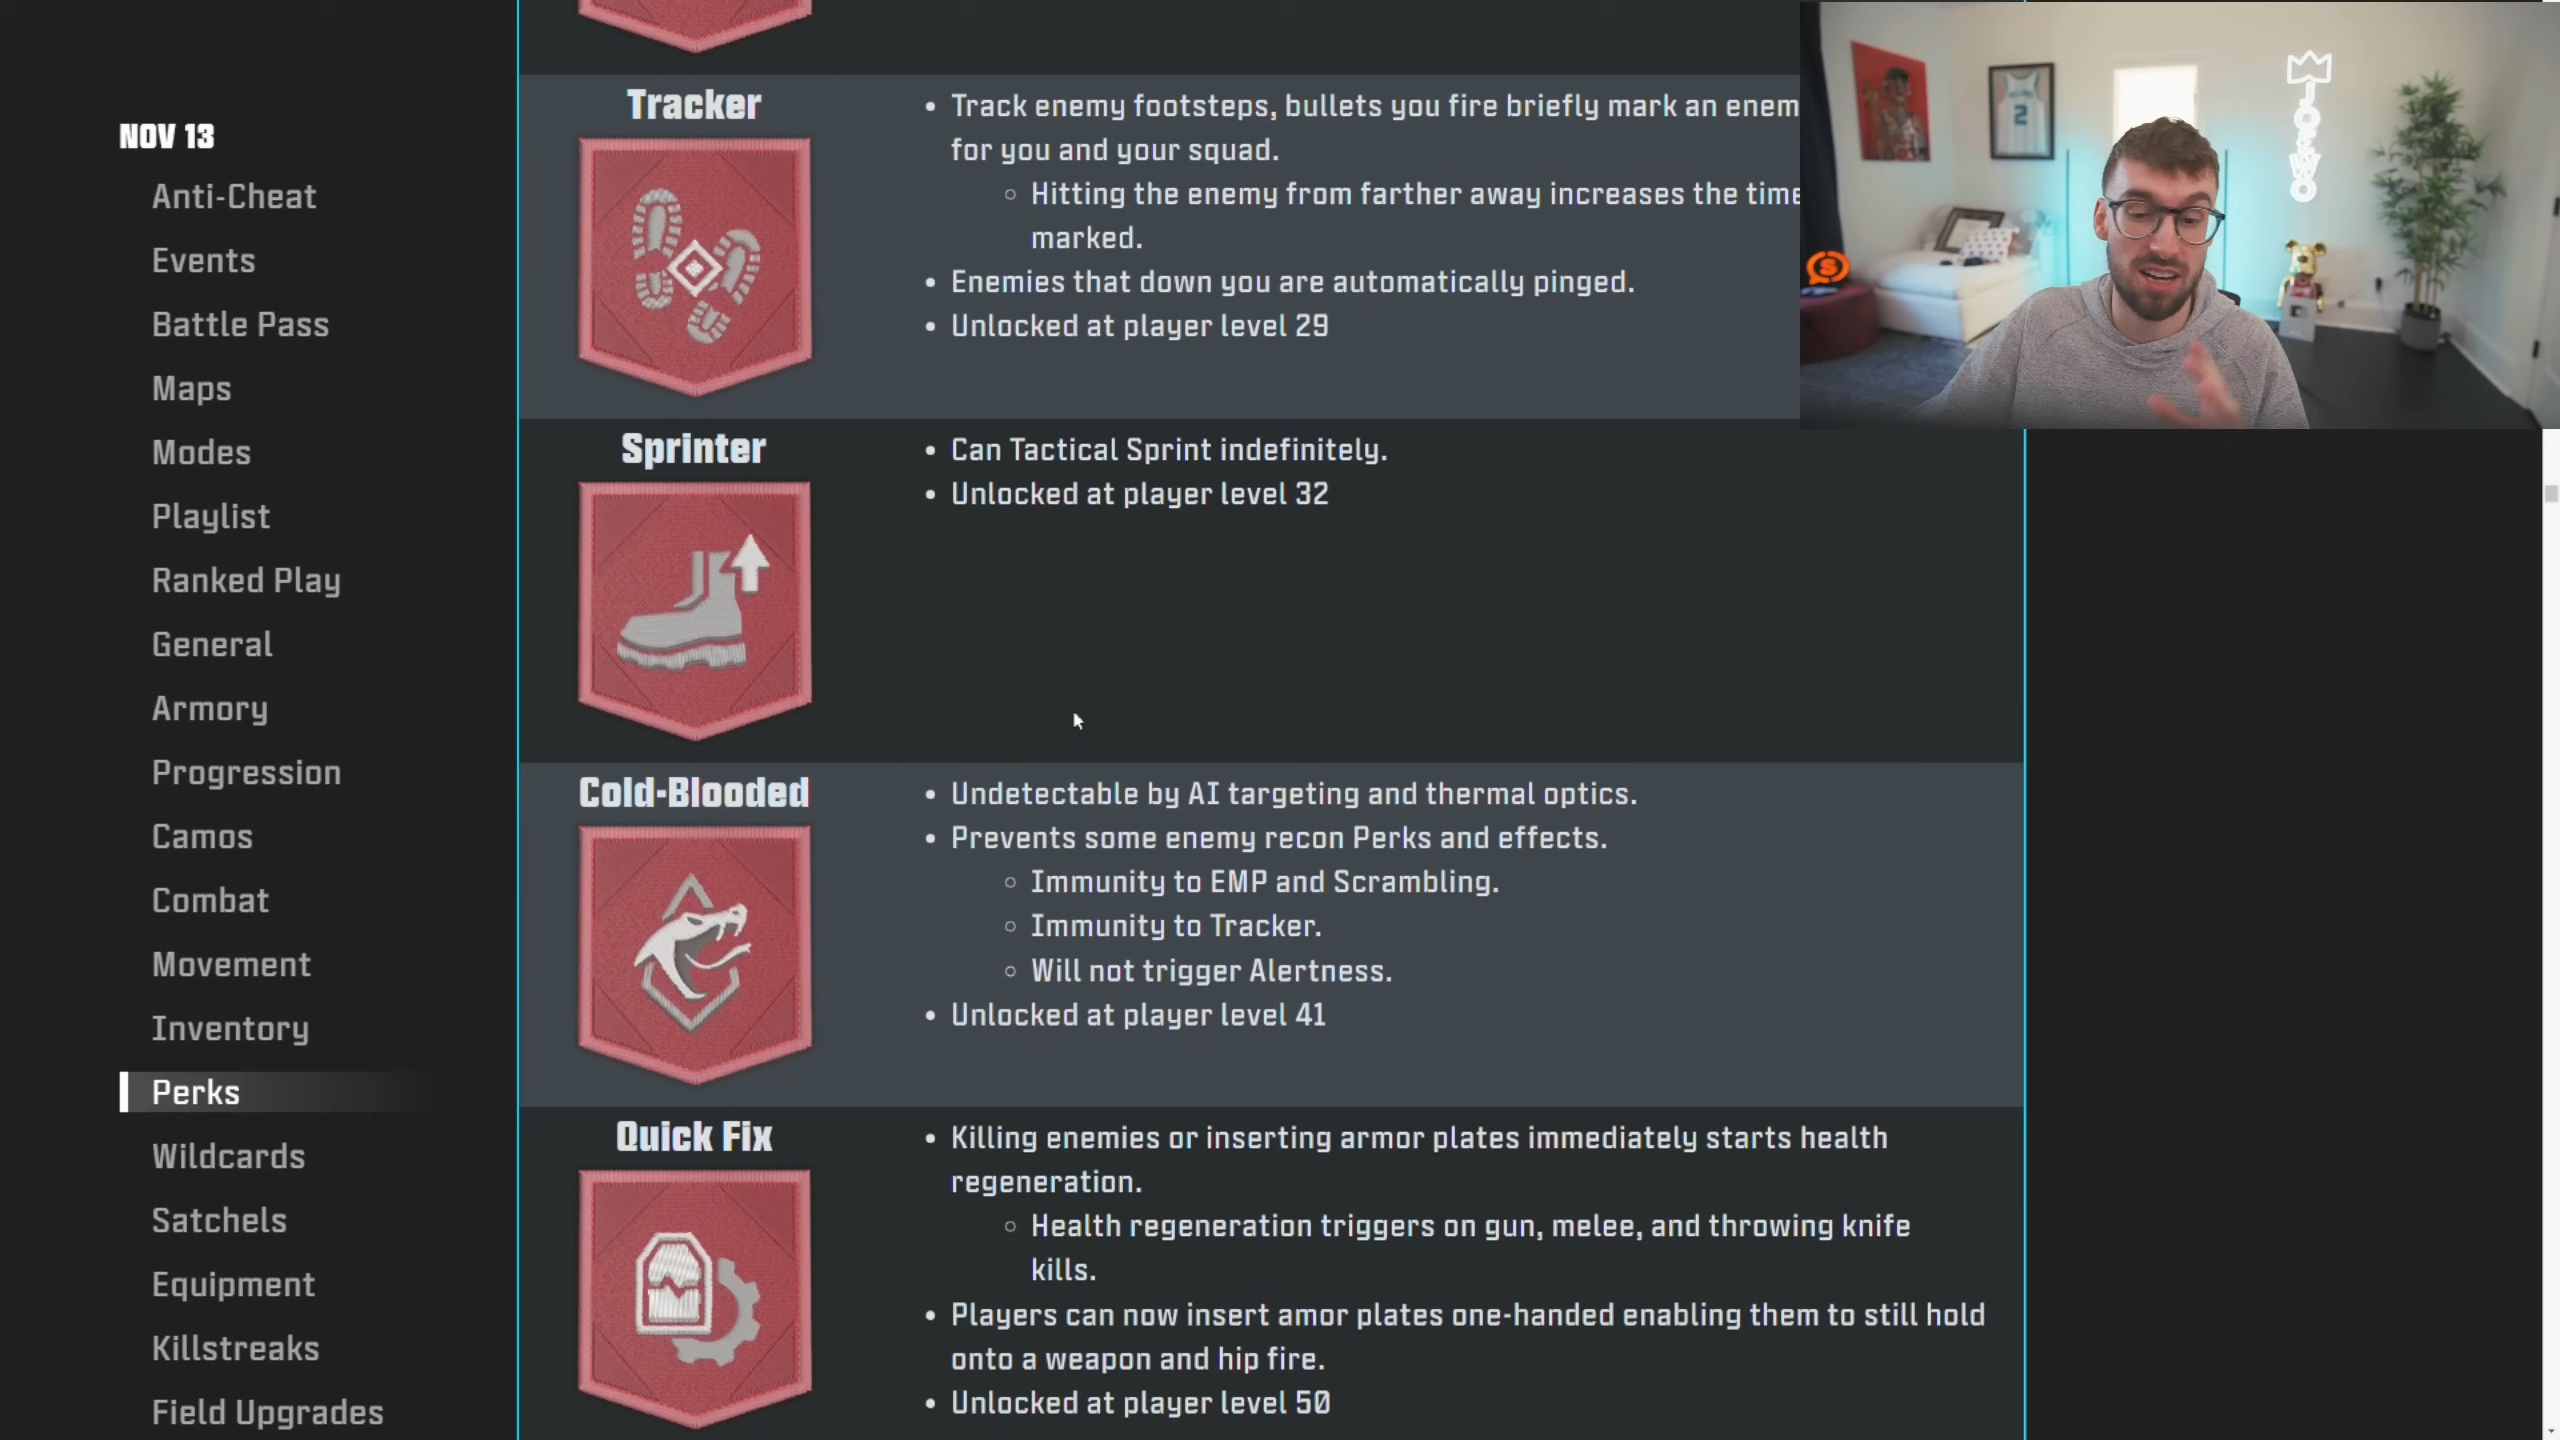 NOV 13
Anti-Cheat
Events
Battle Pass
Maps
Modes
Playlist
Ranked Play
General
Armory
Progression
Camos
Combat
Movement
Inventory
Perks
Wildcards
Satchels
Equipment
Killstreaks
Field Upgrades
Tracker
• Track enemy footsteps, bullets you fire briefly mark an enem
for you and your squad.
○ Hitting the enemy from farther away increases the time
marked.
• Enemies that down you are automatically pinged.
• Unlocked at player level 29
Sprinter
• Can Tactical Sprint indefinitely.
• Unlocked at player level 32
Cold-Blooded
• Undetectable by AI targeting and thermal optics.
• Prevents some enemy recon Perks and effects.
○ Immunity to EMP and Scrambling.
○ Immunity to Tracker.
○ Will not trigger Alertness.
• Unlocked at player level 41
Quick Fix
• Killing enemies or inserting armor plates immediately starts health
regeneration.
○ Health regeneration triggers on gun, melee, and throwing knife
kills.
• Players can now insert amor plates one-handed enabling them to still hold
onto a weapon and hip fire.
• Unlocked at player level 50
2
S